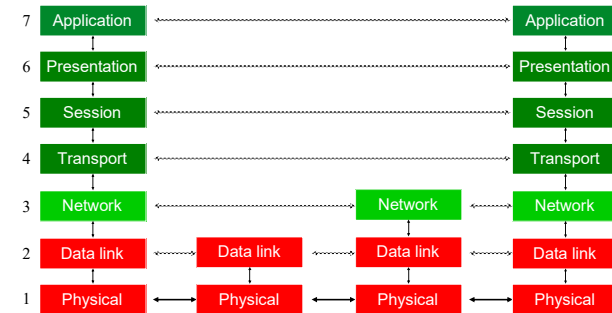 7 Application Application
6 Presentation Presentation
5 Session Session
4 Transport Transport
3 Network Network Network
2 Data link Data link Data link Data link
1 Physical Physical Physical Physical